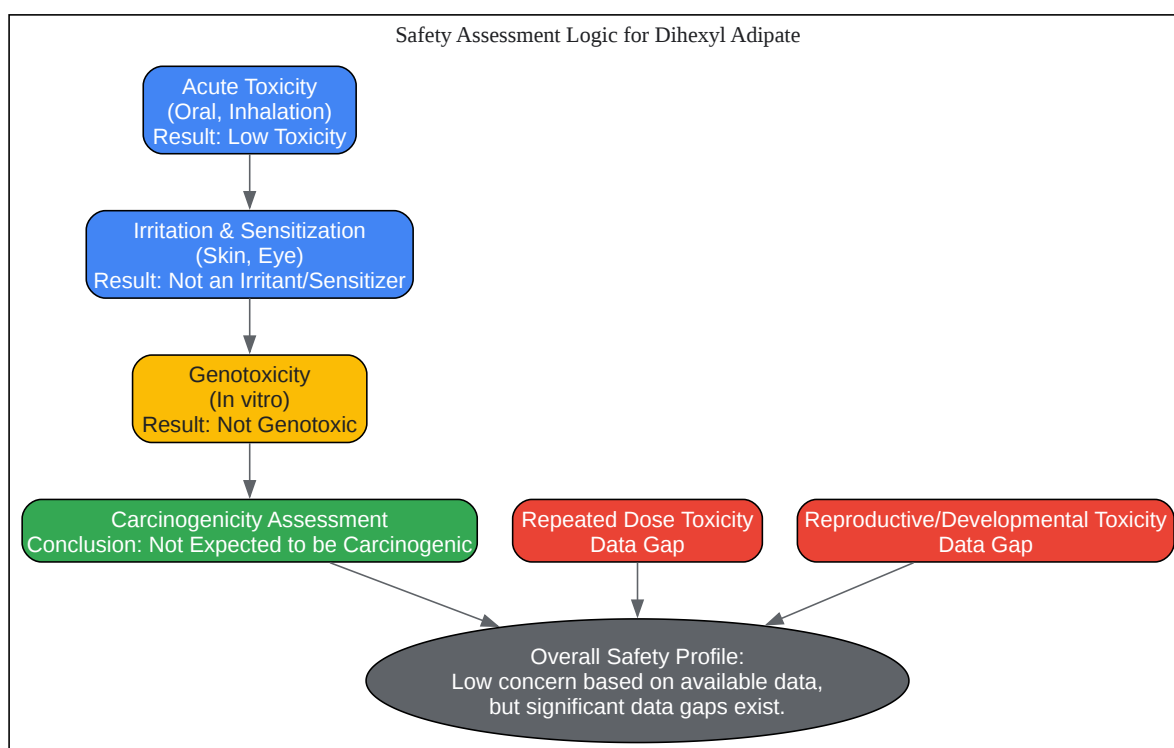 Safety Assessment Logic for Dihexyl Adipate
Acute Toxicity
(Oral, Inhalation)
Result: Low Toxicity
Irritation & Sensitization
(Skin, Eye)
Result: Not an Irritant/Sensitizer
Genotoxicity
(In vitro)
Result: Not Genotoxic
Carcinogenicity Assessment
Conclusion: Not Expected to be Carcinogenic
Repeated Dose Toxicity
Data Gap
Reproductive/Developmental Toxicity
Data Gap
Overall Safety Profile:
Low concern based on available data,
but significant data gaps exist.